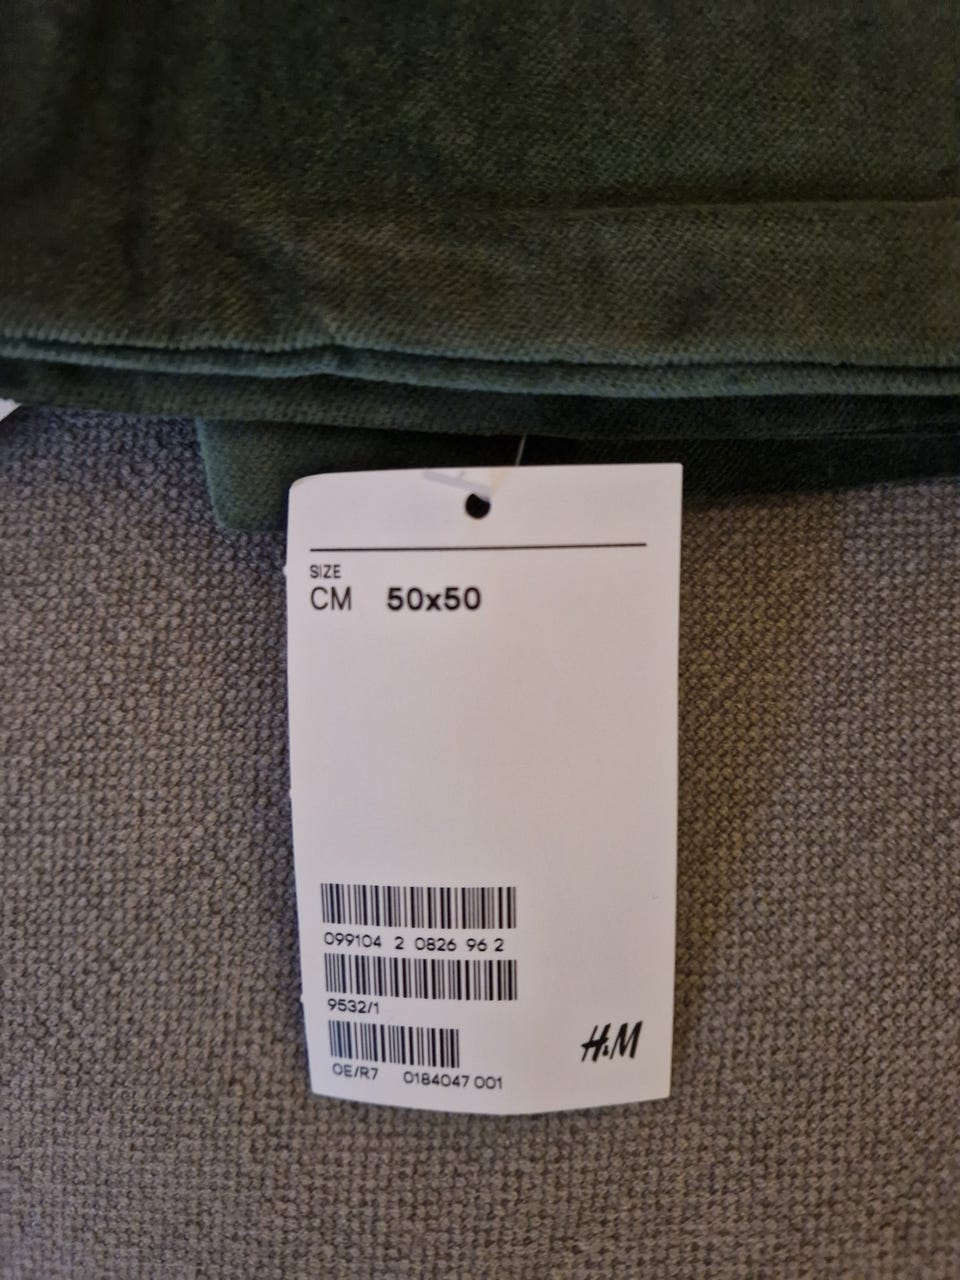 SIZE
CM 50x50
099104 2 0826 96 2
9532/1
OE/R7 0184047 001
H&M